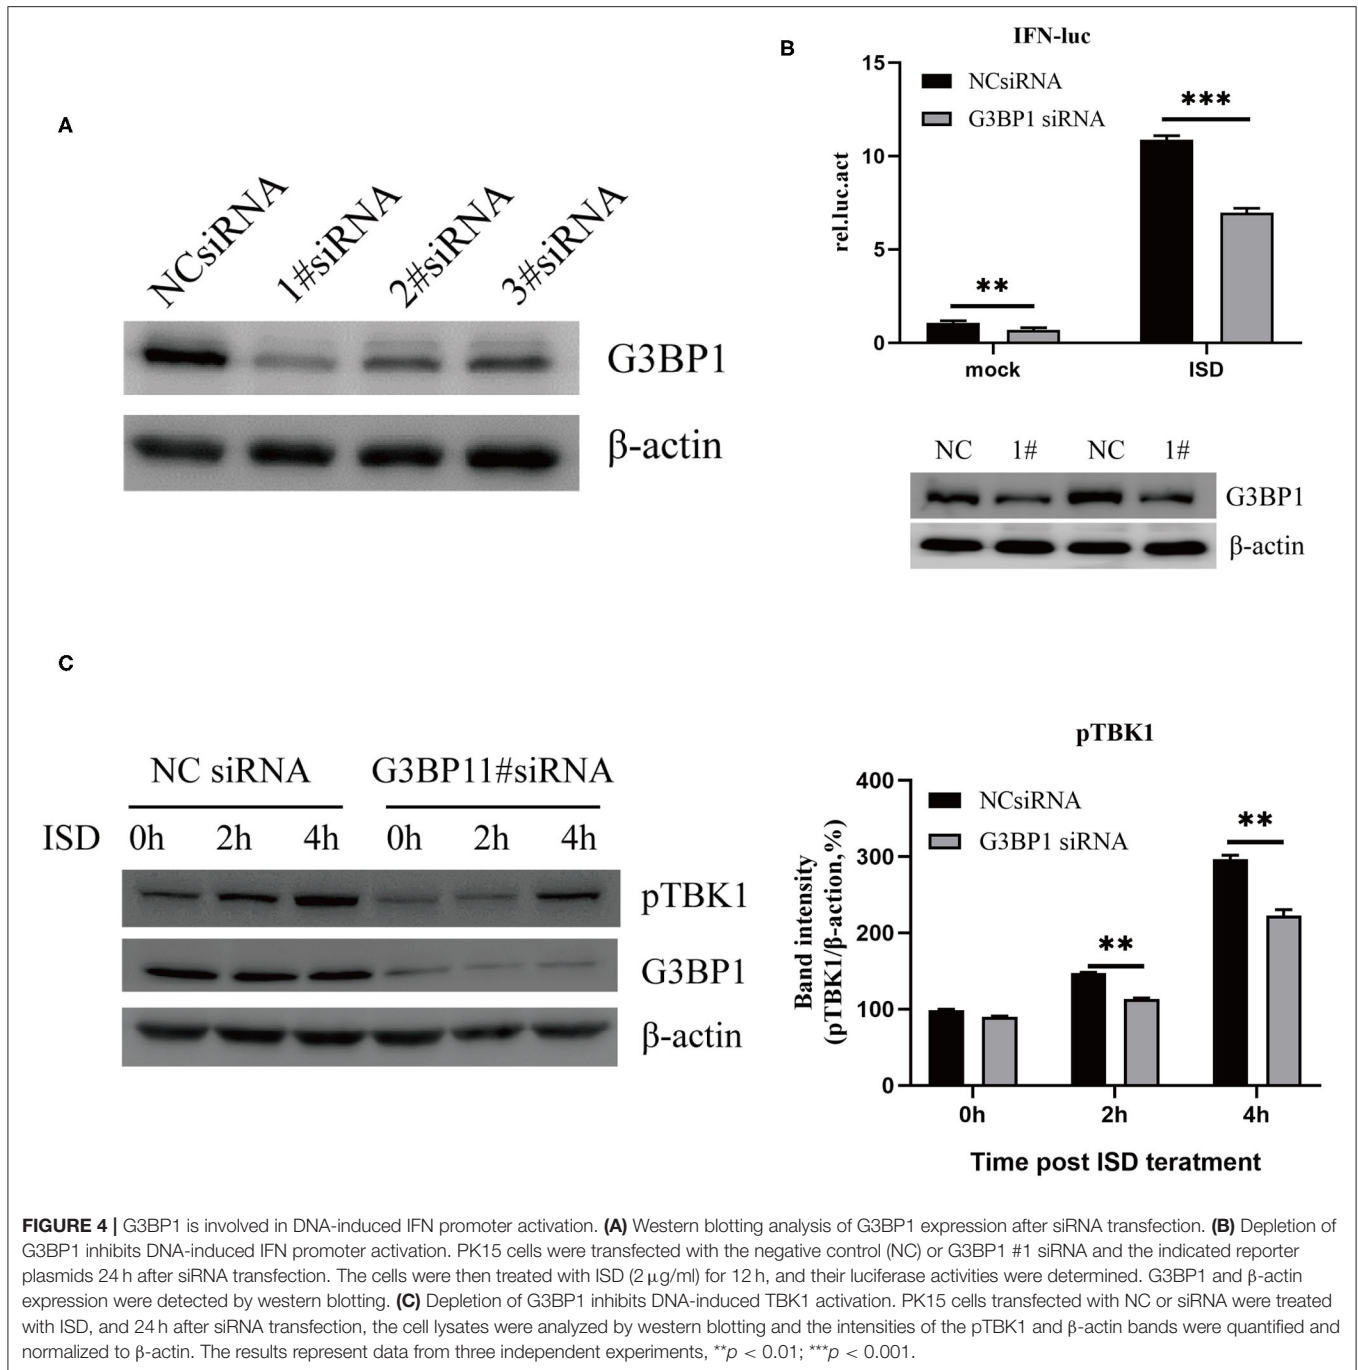 A
NCsiRNA
1#siRNA
2#siRNA
3#siRNA
G3BP1
β-actin
B
IFN-luc
NCsiRNA
G3BP1 siRNA
rel.luc.act
15
10
5
0
**
***
mock
ISD
NC 1# NC 1#
G3BP1
β-actin
C
NC siRNA G3BP11#siRNA
ISD 0h 2h 4h 0h 2h 4h
pTBK1
G3BP1
β-actin
pTBK1
NCsiRNA
G3BP1 siRNA
Band intensity
(pTBK1/β-action,%)
400
300
200
100
0
**
**
0h 2h 4h
Time post ISD teratment
FIGURE 4 | G3BP1 is involved in DNA-induced IFN promoter activation. (A) Western blotting analysis of G3BP1 expression after siRNA transfection. (B) Depletion of
G3BP1 inhibits DNA-induced IFN promoter activation. PK15 cells were transfected with the negative control (NC) or G3BP1 #1 siRNA and the indicated reporter
plasmids 24 h after siRNA transfection. The cells were then treated with ISD (2 μg/ml) for 12 h, and their luciferase activities were determined. G3BP1 and β-actin
expression were detected by western blotting. (C) Depletion of G3BP1 inhibits DNA-induced TBK1 activation. PK15 cells transfected with NC or siRNA were treated
with ISD, and 24 h after siRNA transfection, the cell lysates were analyzed by western blotting and the intensities of the pTBK1 and β-actin bands were quantified and
normalized to β-actin. The results represent data from three independent experiments, **p < 0.01; ***p < 0.001.